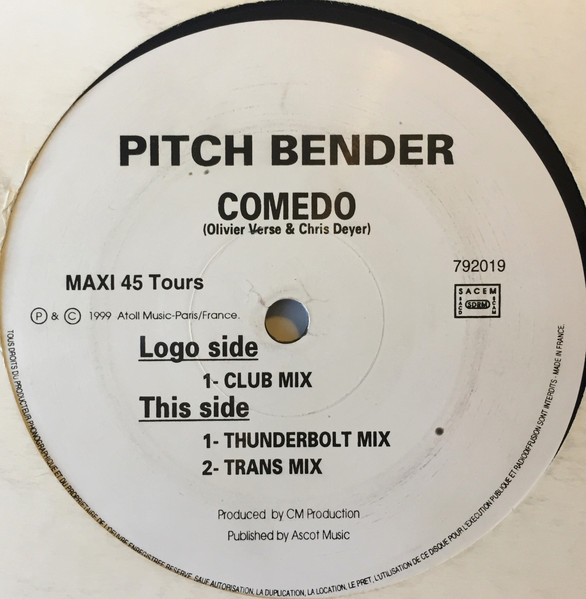 PITCH BENDER
COMEDO
(Olivier Verse & Chris Deyer)
MAXI 45 Tours
792019
SACEM
SACD
SDRM
SCAM
Ⓟ & Ⓒ 1999 Atoll Music-Paris/France.
Logo side
1- CLUB MIX
This side
1- THUNDERBOLT MIX
2- TRANS MIX
Produced by CM Production
Published by Ascot Music
TOUS DROITS DU PRODUCTEUR PHONOGRAPHIQUE ET DU PROPRIETAIRE DE L'OEUVRE ENREGISTREE RESERVE. SAUF AUTORISATION, LA DUPLICATION, LA LOCATION, LE PRET, L'UTILISATION DE CE DISQUE POUR L'EXECUTION PUBLIQUE ET RADIODIFFUSION SONT INTERDITS - MADE IN FRANCE.